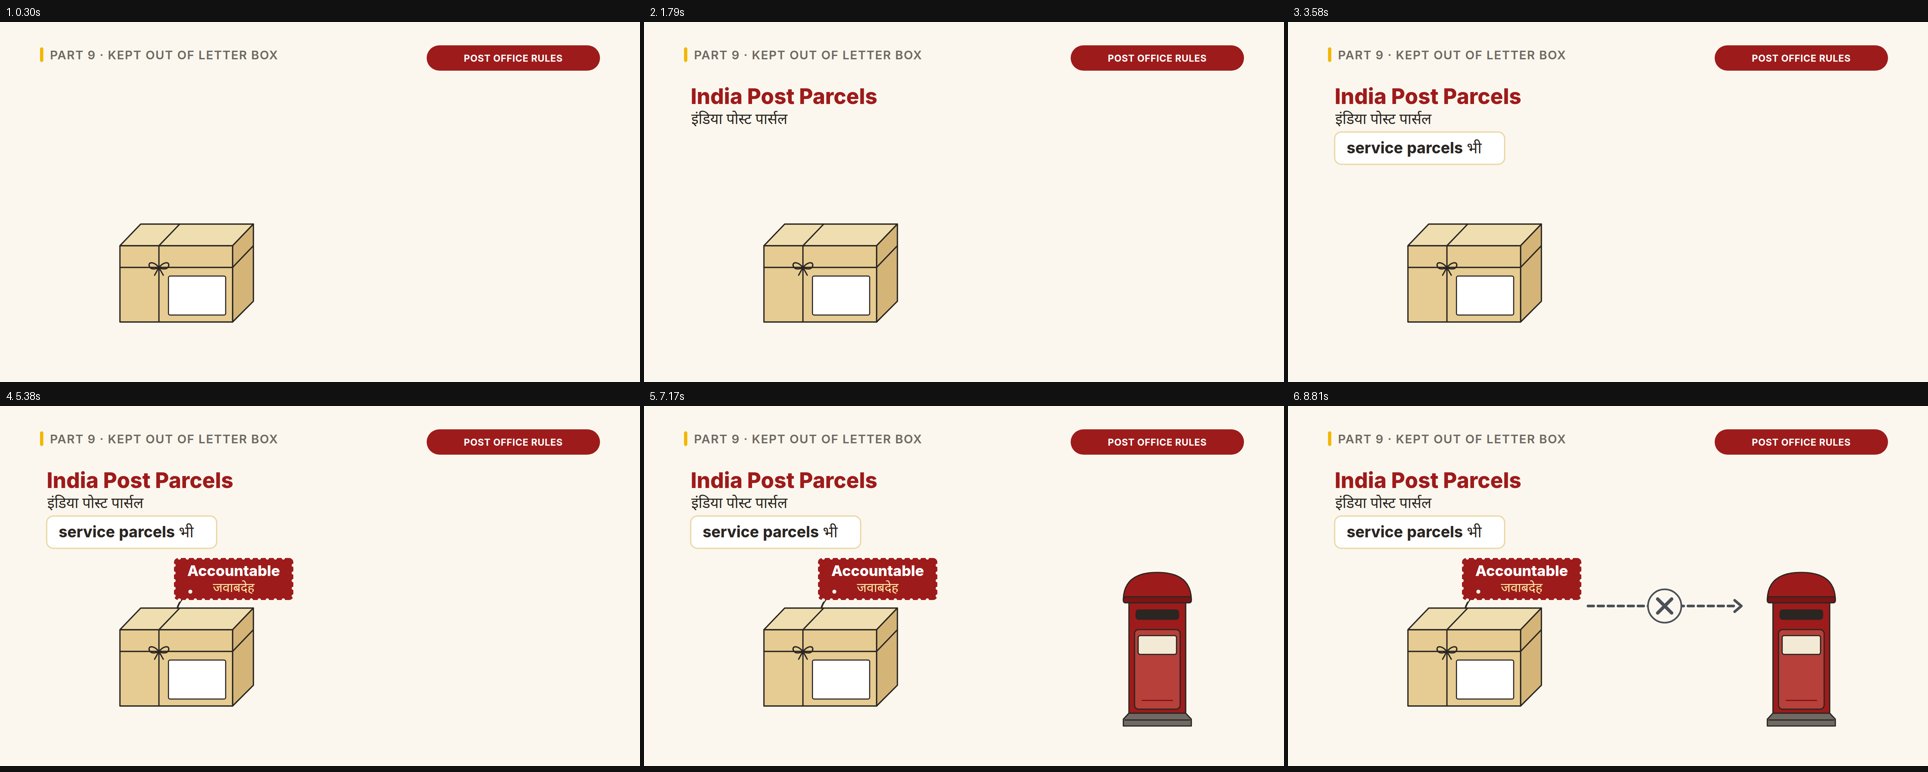 1. 0.30s
PART 9 · KEPT OUT OF LETTER BOX
POST OFFICE RULES
2. 1.79s
PART 9 · KEPT OUT OF LETTER BOX
POST OFFICE RULES
India Post Parcels
इंडिया पोस्ट पार्सल
3. 3.58s
PART 9 · KEPT OUT OF LETTER BOX
POST OFFICE RULES
India Post Parcels
इंडिया पोस्ट पार्सल
service parcels भी
4. 5.38s
PART 9 · KEPT OUT OF LETTER BOX
POST OFFICE RULES
India Post Parcels
इंडिया पोस्ट पार्सल
service parcels भी
Accountable
जवाबदेह
5. 7.17s
PART 9 · KEPT OUT OF LETTER BOX
POST OFFICE RULES
India Post Parcels
इंडिया पोस्ट पार्सल
service parcels भी
Accountable
जवाबदेह
6. 8.81s
PART 9 · KEPT OUT OF LETTER BOX
POST OFFICE RULES
India Post Parcels
इंडिया पोस्ट पार्सल
service parcels भी
Accountable
जवाबदेह